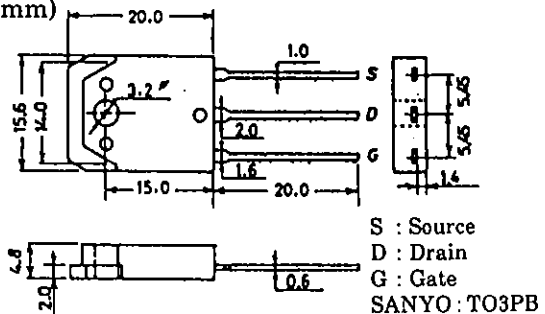 mm)
20.0
1.0
S
3.2
D
15.6
14.0
5.45
2.0
5.45
G
1.6
15.0
20.0
1.4
S : Source
4.8
D : Drain
2.0
0.6
G : Gate
SANYO : TO3PB